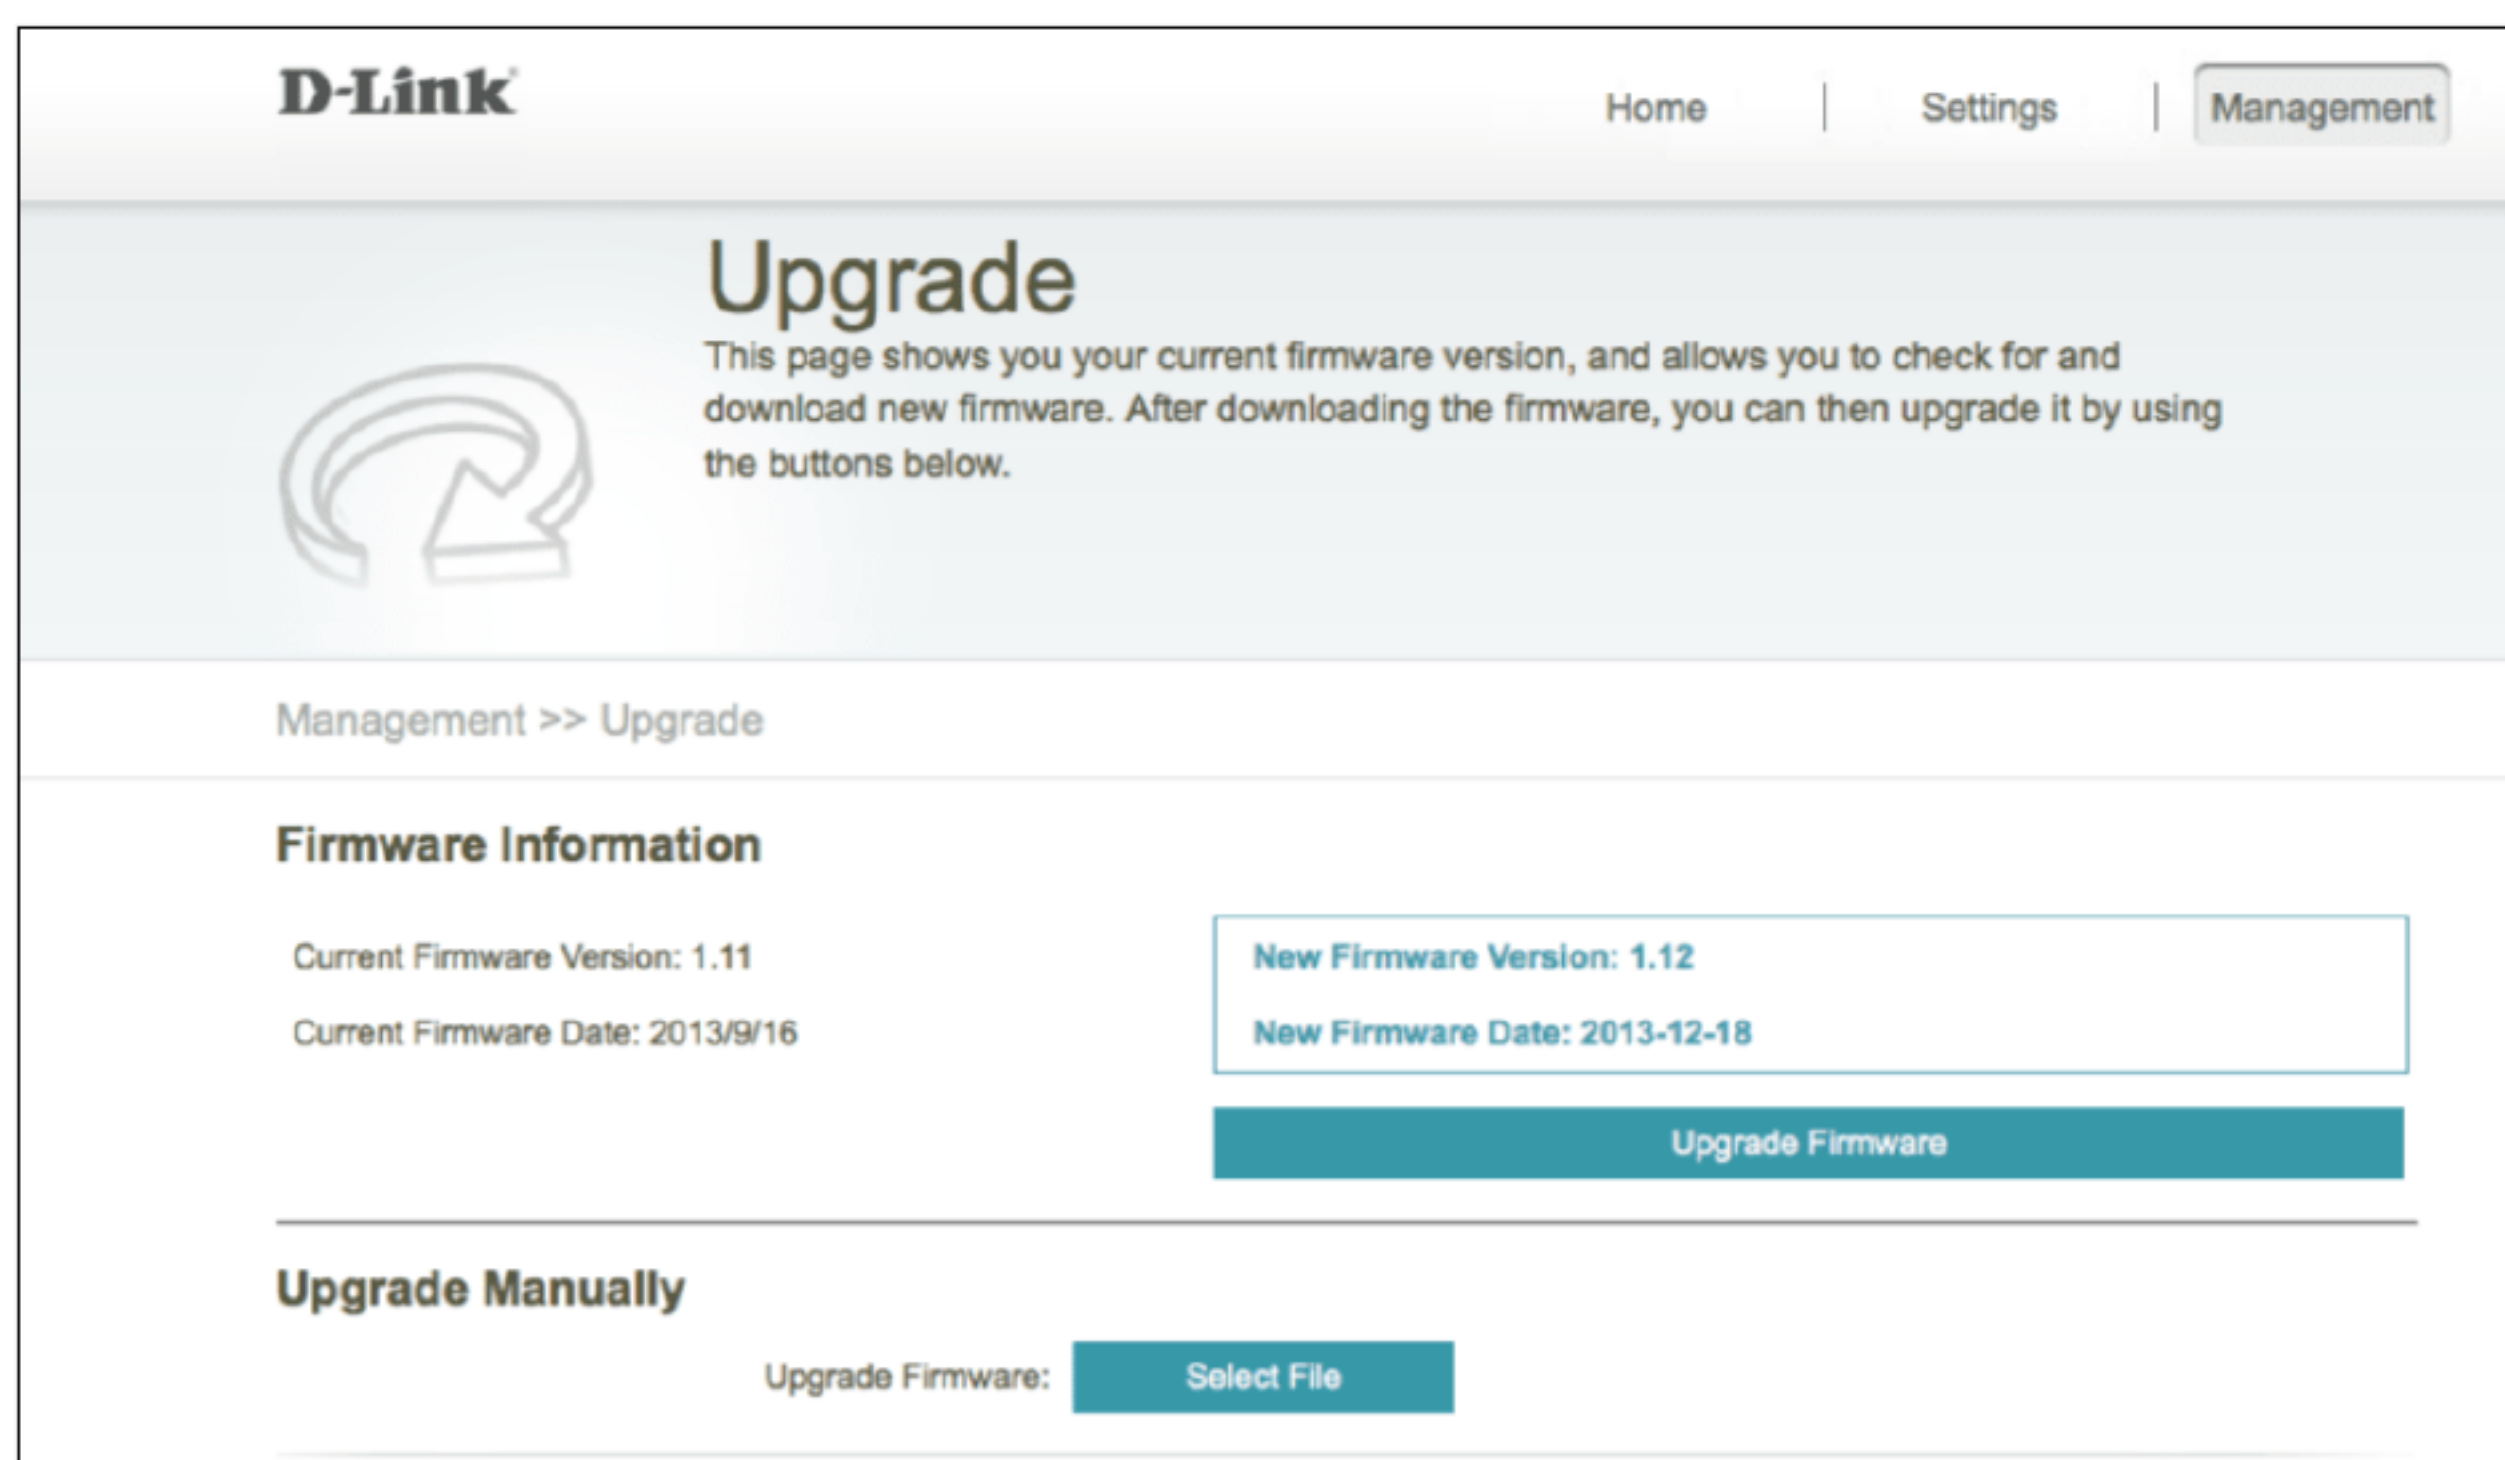 D-Link
Home | Settings | Management
Upgrade
This page shows you your current firmware version, and allows you to check for and
download new firmware. After downloading the firmware, you can then upgrade it by using
the buttons below.
Management >> Upgrade
Firmware Information
Current Firmware Version: 1.11
New Firmware Version: 1.12
Current Firmware Date: 2013/9/16
New Firmware Date: 2013-12-18
Upgrade Firmware
Upgrade Manually
Upgrade Firmware: Select File